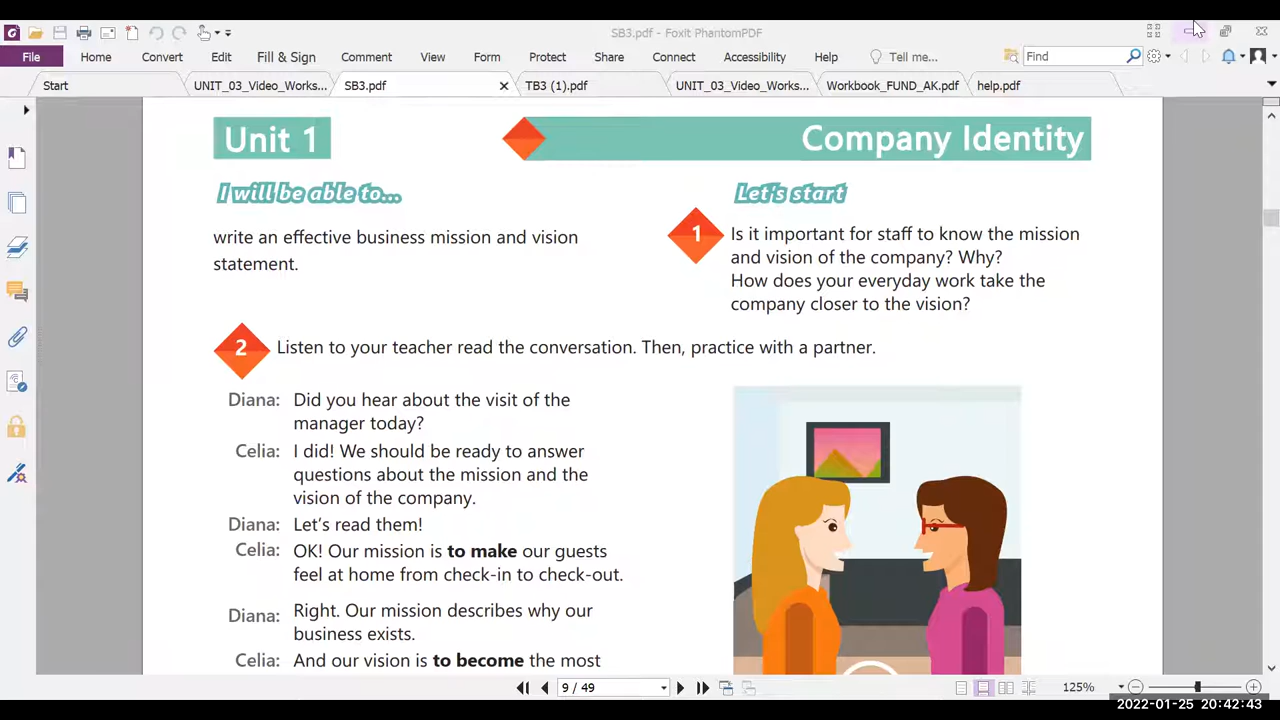 SB3.pdf - Foxit PhantomPDF
File Home Convert Edit Fill & Sign Comment View Form Protect Share Connect Accessibility Help Tell me... Find
Start UNIT_03_Video_Works... SB3.pdf TB3 (1).pdf UNIT_03_Video_Works... Workbook_FUND_AK.pdf help.pdf
Unit 1 Company Identity
I will be able to...
write an effective business mission and vision
statement.
Let's start
1 Is it important for staff to know the mission
and vision of the company? Why?
How does your everyday work take the
company closer to the vision?
2 Listen to your teacher read the conversation. Then, practice with a partner.
Diana: Did you hear about the visit of the
manager today?
Celia: I did! We should be ready to answer
questions about the mission and the
vision of the company.
Diana: Let's read them!
Celia: OK! Our mission is to make our guests
feel at home from check-in to check-out.
Diana: Right. Our mission describes why our
business exists.
Celia: And our vision is to become the most
9 / 49 125%
2022-01-25 20:42:43